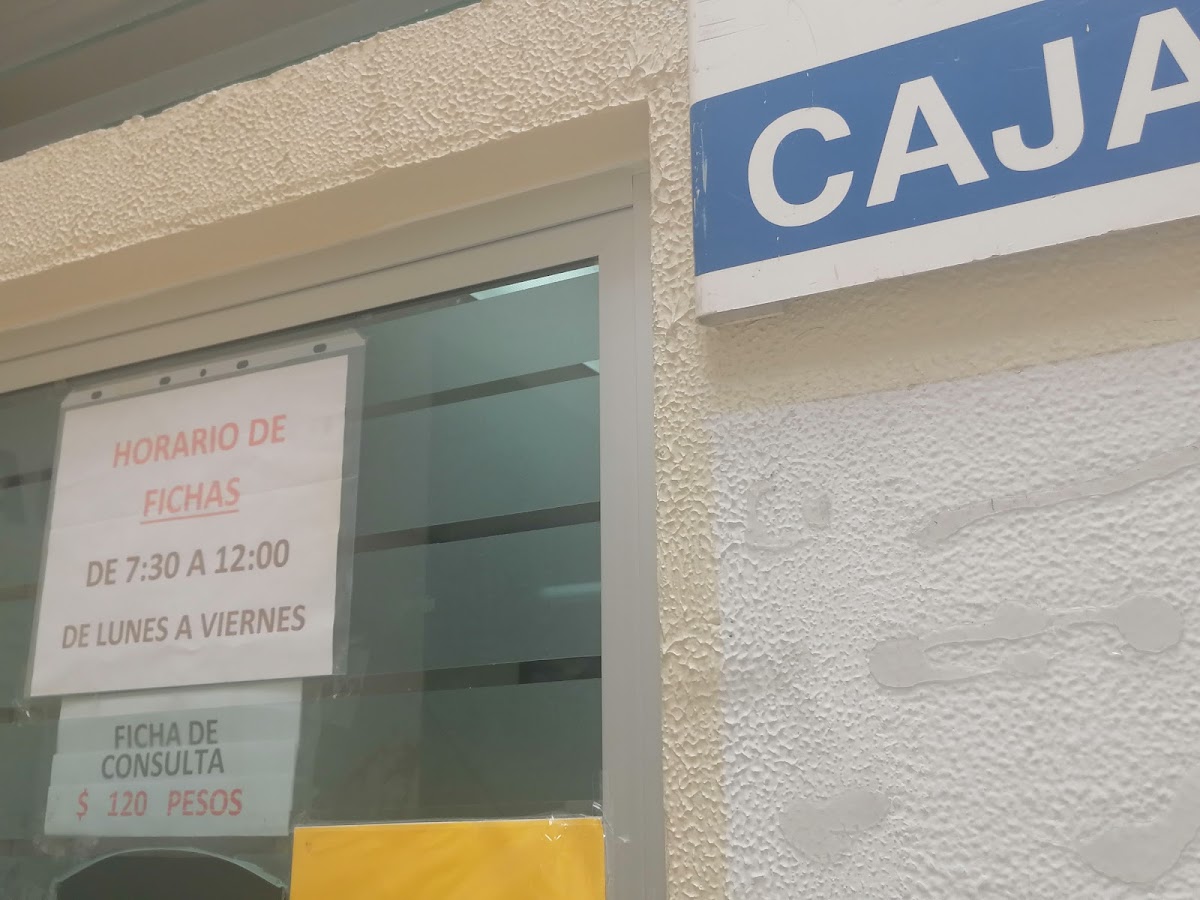 CAJA
HORARIO DE
FICHAS
DE 7:30 A 12:00
DE LUNES A VIERNES
FICHA DE
CONSULTA
$ 120 PESOS